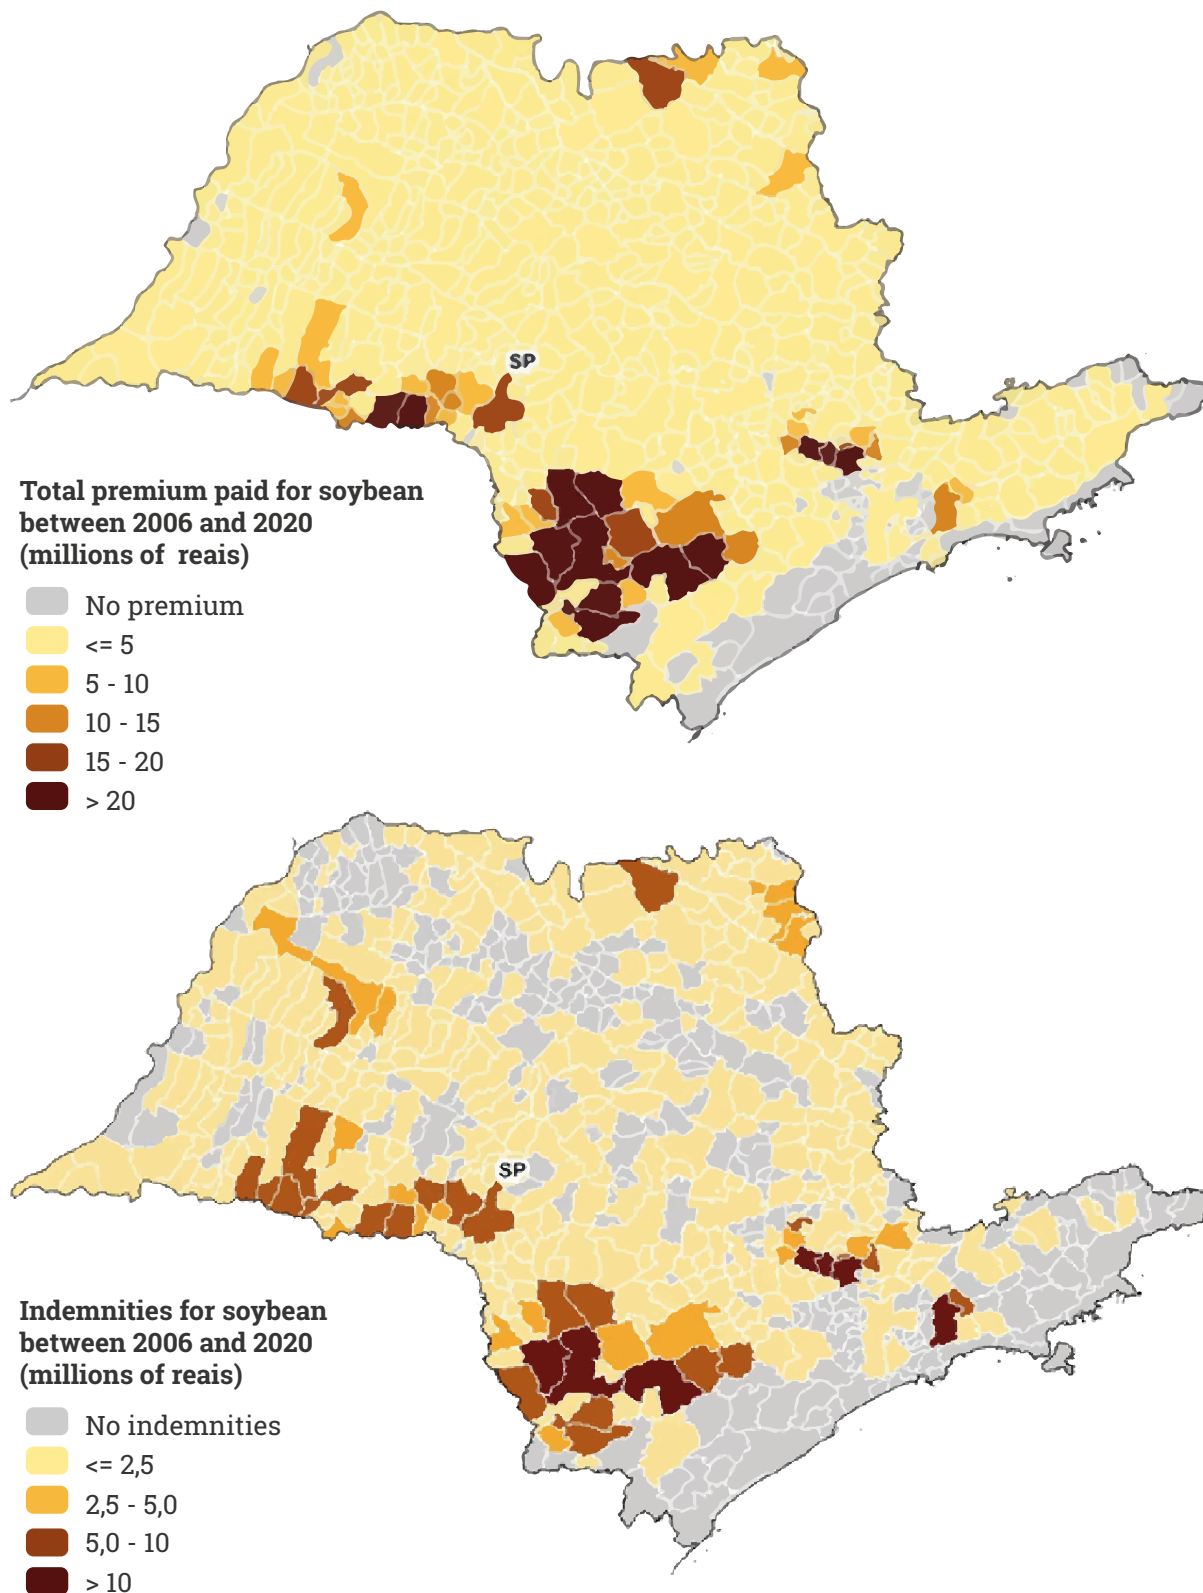 SP
Total premium paid for soybean
between 2006 and 2020
(millions of reais)
No premium
<= 5
5 - 10
10 - 15
15 - 20
> 20
SP
Indemnities for soybean
between 2006 and 2020
(millions of reais)
No indemnities
<= 2,5
2,5 - 5,0
5,0 - 10
> 10